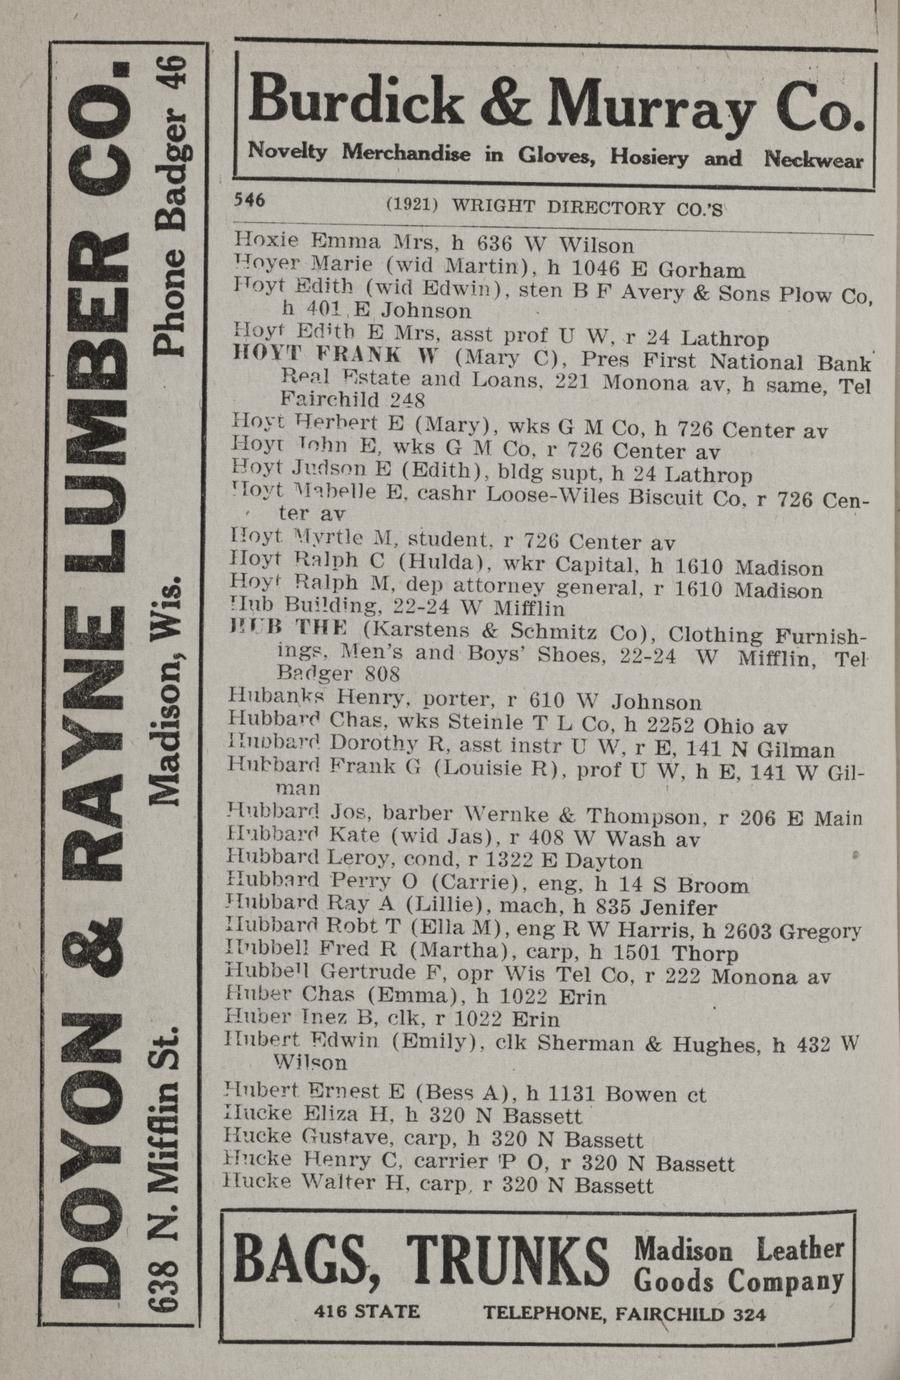 DOYON & RAYNE LUMBER CO.
638 N. Mifflin St. Madison, Wis. Phone Badger 46
Burdick & Murray Co.
Novelty Merchandise in Gloves, Hosiery and Neckwear
546 (1921) WRIGHT DIRECTORY CO.'S
Hoxie Emma Mrs, h 636 W Wilson
Hoyer Marie (wid Martin), h 1046 E Gorham
Hoyt Edith (wid Edwin), sten B F Avery & Sons Plow Co,
h 401 E Johnson
Hoyt Edith E Mrs, asst prof U W, r 24 Lathrop
HOYT FRANK W (Mary C), Pres First National Bank
Real Estate and Loans, 221 Monona av, h same, Tel
Fairchild 248
Hoyt Herbert E (Mary), wks G M Co, h 726 Center av
Hoyt John E, wks G M Co, r 726 Center av
Hoyt Judson E (Edith), bldg supt, h 24 Lathrop
Hoyt Mabelle E, cashr Loose-Wiles Biscuit Co, r 726 Cen-
ter av
Hoyt Myrtle M, student, r 726 Center av
Hoyt Ralph C (Hulda), wkr Capital, h 1610 Madison
Hoyt Ralph M, dep attorney general, r 1610 Madison
Hub Building, 22-24 W Mifflin
HUB THE (Karstens & Schmitz Co), Clothing Furnish-
ings, Men's and Boys' Shoes, 22-24 W Mifflin, Tel
Badger 808
Hubanks Henry, porter, r 610 W Johnson
Hubbard Chas, wks Steinle T L Co, h 2252 Ohio av
Hubbard Dorothy R, asst instr U W, r E, 141 N Gilman
Hubbard Frank G (Louisie R), prof U W, h E, 141 W Gil-
man
Hubbard Jos, barber Wernke & Thompson, r 206 E Main
Hubbard Kate (wid Jas), r 408 W Wash av
Hubbard Leroy, cond, r 1322 E Dayton
Hubbard Perry O (Carrie), eng, h 14 S Broom
Hubbard Ray A (Lillie), mach, h 835 Jenifer
Hubbard Robt T (Ella M), eng R W Harris, h 2603 Gregory
Hubbell Fred R (Martha), carp, h 1501 Thorp
Hubbell Gertrude F, opr Wis Tel Co, r 222 Monona av
Huber Chas (Emma), h 1022 Erin
Huber Inez B, clk, r 1022 Erin
Hubert Edwin (Emily), clk Sherman & Hughes, h 432 W
Wilson
Hubert Ernest E (Bess A), h 1131 Bowen ct
Hucke Eliza H, h 320 N Bassett
Hucke Gustave, carp, h 320 N Bassett
Hucke Henry C, carrier P O, r 320 N Bassett
Hucke Walter H, carp, r 320 N Bassett
BAGS, TRUNKS Madison Leather
Goods Company
416 STATE TELEPHONE, FAIRCHILD 324